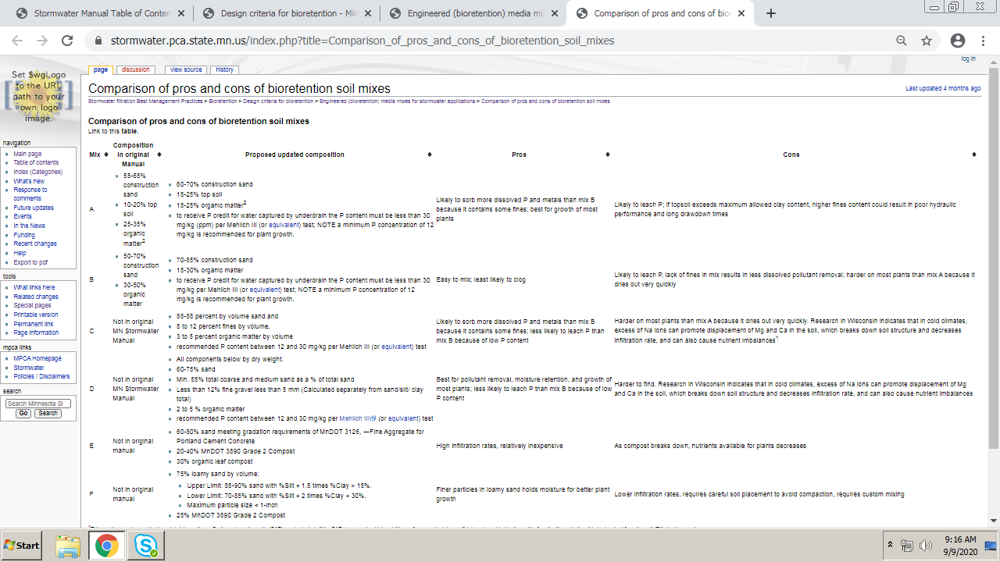 Stormwater Manual Table of Conten
Design criteria for bioretention - Min
Engineered (bioretention) media mi
Comparison of pros and cons of bio
stormwater.pca.state.mn.us/index.php?title=Comparison_of_pros_and_cons_of_bioretention_soil_mixes
log in
Set $wgLogo
to the URL
path to your
own logo
image.
page
discussion
view source
history
Comparison of pros and cons of bioretention soil mixes
Last updated 4 months ago
Stormwater filtration Best Management Practices > Bioretention > Design criteria for bioretention > Engineered (bioretention) media mixes for stormwater applications > Comparison of pros and cons of bioretention soil mixes
Comparison of pros and cons of bioretention soil mixes
Link to this table.
navigation
Main page
Table of contents
Index (Categories)
What's new
Response to
comments
Future updates
Events
In the News
Funding
Recent changes
Help
Export to pdf
tools
What links here
Related changes
Special pages
Printable version
Permanent link
Page information
mpca links
MPCA Homepage
Stormwater
Policies / Disclaimers
search
Search Minnesota St
Go
Search
Mix
Composition
in original
Manual
Proposed updated composition
Pros
Cons
A
55-65%
construction
sand
10-20% top
soil
25-35%
organic
matter2
60-70% construction sand
15-25% top soil
15-25% organic matter2
to receive P credit for water captured by underdrain the P content must be less than 30
mg/kg (ppm) per Mehlich III (or equivalent) test; NOTE a minimum P concentration of 12
mg/kg is recommended for plant growth.
Likely to sorb more dissolved P and metals than mix B
because it contains some fines; best for growth of most
plants
Likely to leach P; if topsoil exceeds maximum allowed clay content, higher fines content could result in poor hydraulic
performance and long drawdown times
B
50-70%
construction
sand
30-50%
organic
matter
70-85% construction sand
15-30% organic matter
to receive P credit for water captured by underdrain the P content must be less than 30
mg/kg per Mehlich III (or equivalent) test; NOTE a minimum P concentration of 12
mg/kg is recommended for plant growth.
Easy to mix; least likely to clog
Likely to leach P, lack of fines in mix results in less dissolved pollutant removal; harder on most plants than mix A because it
dries out very quickly
C
Not in original
MN Stormwater
Manual
85-88 percent by volume sand and
8 to 12 percent fines by volume,
3 to 5 percent organic matter by volume
recommended P content between 12 and 30 mg/kg per Mehlich III (or equivalent) test
Likely to sorb more dissolved P and metals than mix B
because it contains some fines; less likely to leach P than
mix B because of low P content
Harder on most plants than mix A because it dries out very quickly. Research in Wisconsin indicates that in cold climates,
excess of Na ions can promote displacement of Mg and Ca in the soil, which breaks down soil structure and decreases
infiltration rate, and can also cause nutrient imbalances1
D
Not in original
MN Stormwater
Manual
All components below by dry weight:
60-75% sand
Min. 55% total coarse and medium sand as a % of total sand
Less than 12% fine gravel less than 5 mm (Calculated separately from sand/silt/ clay
total)
2 to 5 % organic matter
recommended P content between 12 and 30 mg/kg per Mehlich III (or equivalent) test
Best for pollutant removal, moisture retention, and growth of
most plants; less likely to leach P than mix B because of low
P content
Harder to find. Research in Wisconsin indicates that in cold climates, excess of Na ions can promote displacement of Mg
and Ca in the soil, which breaks down soil structure and decreases infiltration rate, and can also cause nutrient imbalances
E
Not in original
manual
60-80% sand meeting gradation requirements of MnDOT 3126, —Fine Aggregate for
Portland Cement Concrete
20-40% MnDOT 3890 Grade 2 Compost
30% organic leaf compost
High infiltration rates, relatively inexpensive
As compost breaks down, nutrients available for plants decreases
F
Not in original
manual
75% loamy sand by volume:
Upper Limit: 85-90% sand with %Silt + 1.5 times %Clay > 15%.
Lower Limit: 70-85% sand with %Silt + 2 times %Clay < 30%.
Maximum particle size < 1-inch
25% MnDOT 3890 Grade 2 Compost
Finer particles in loamy sand holds moisture for better plant
growth
Lower infiltration rates, requires careful soil placement to avoid compaction, requires custom mixing
Start
9:16 AM
9/9/2020